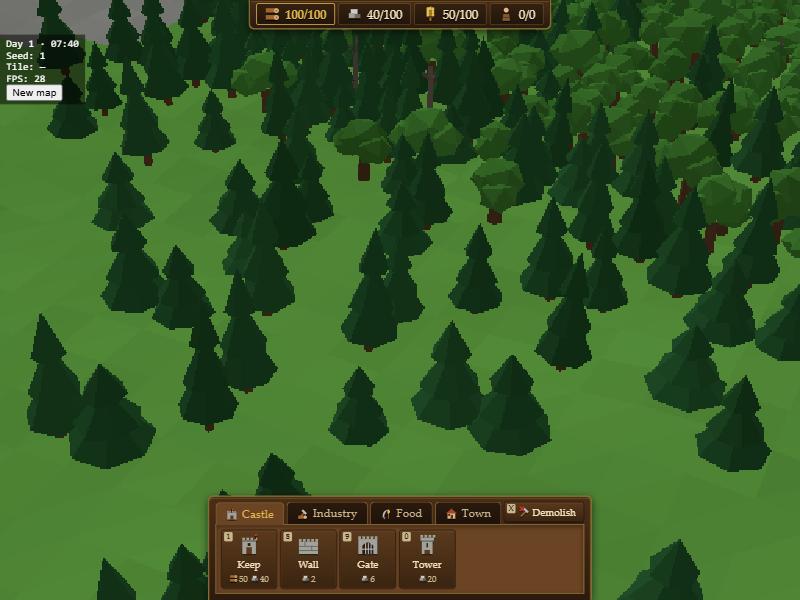 100/100 40/100 50/100 0/0
Day 1 · 07:40
Seed: 1
Tile: —
FPS: 28
New map
Castle Industry Food Town X Demolish
1 8 9 0
Keep Wall Gate Tower
50 40 2 6 20